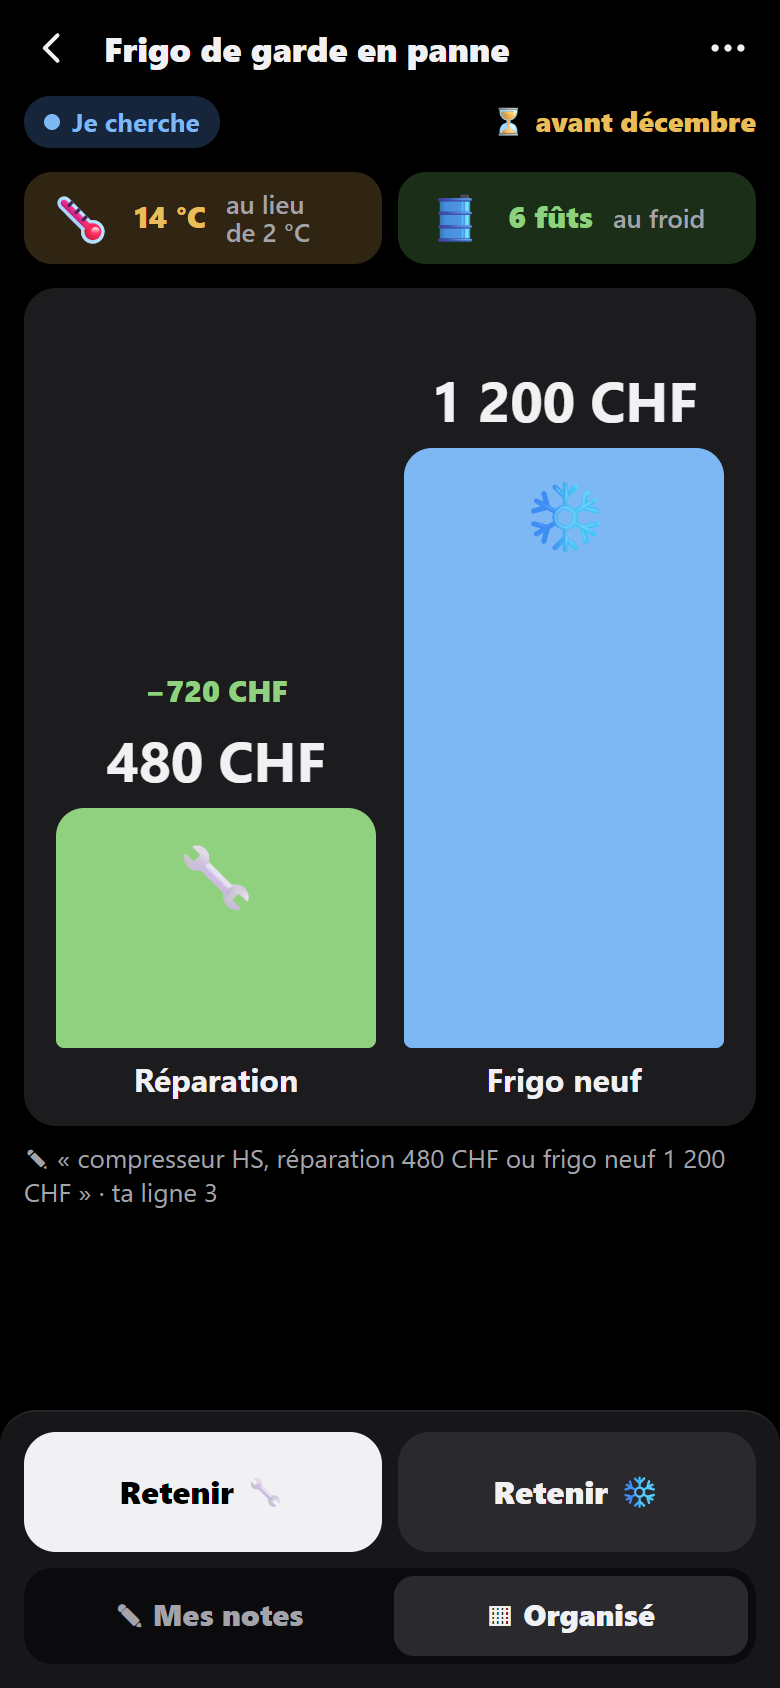 Frigo de garde en panne
Je cherche
avant décembre
14 °C
au lieu
de 2 °C
6 fûts
au froid
1 200 CHF
−720 CHF
480 CHF
Réparation
Frigo neuf
« compresseur HS, réparation 480 CHF ou frigo neuf 1 200
CHF » · ta ligne 3
Retenir
Retenir
Mes notes
Organisé